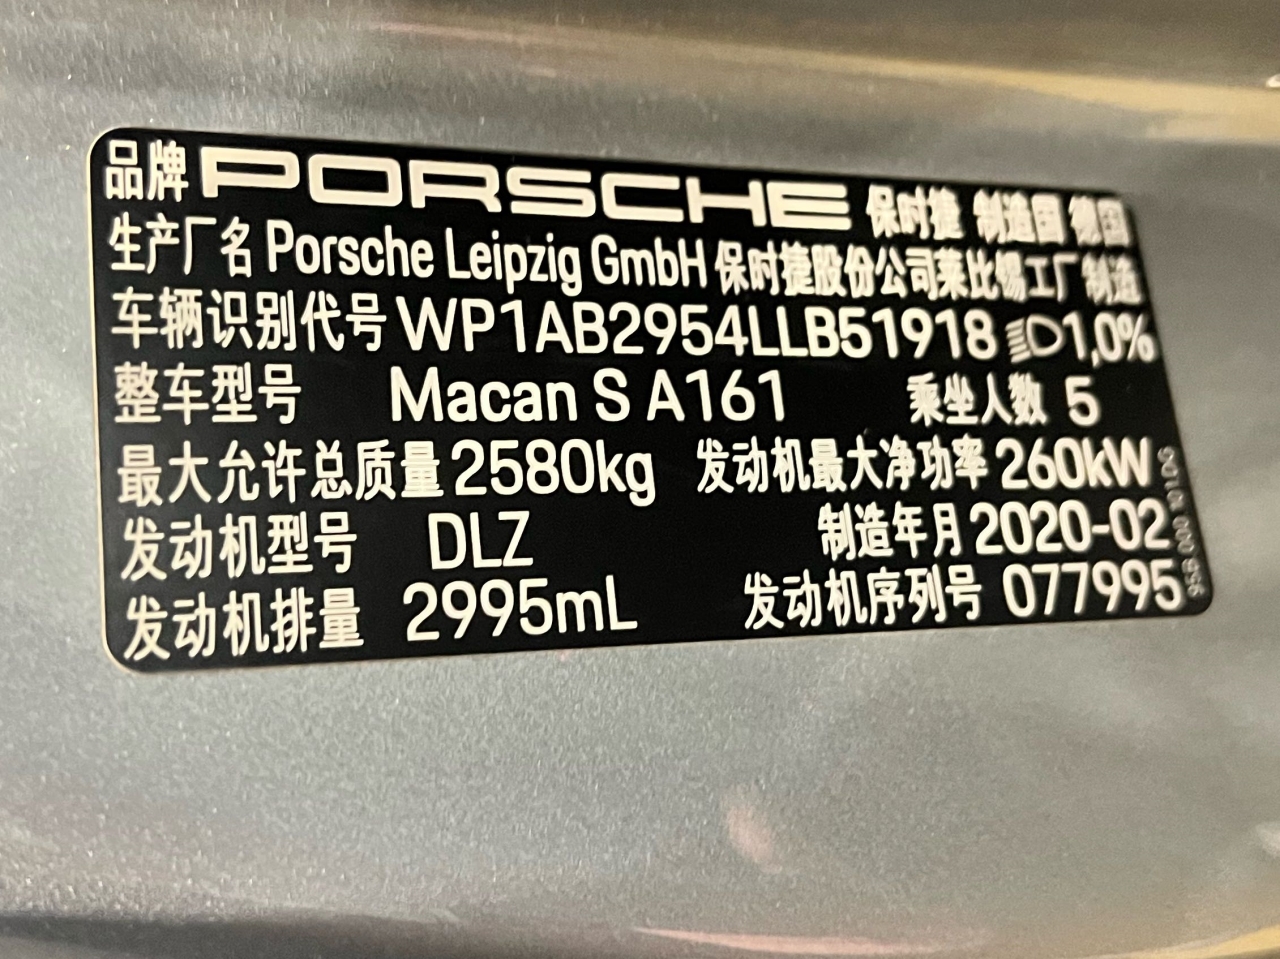 品牌 PORSCHE 保时捷 制造国 德国
生产厂名 Porsche Leipzig GmbH 保时捷股份公司莱比锡工厂制造
车辆识别代号 WP1AB2954LLB51918 1,0%
整车型号 Macan S A161 乘坐人数 5
最大允许总质量 2580kg 发动机最大净功率 260kW
发动机型号 DLZ 制造年月 2020-02
发动机排量 2995mL 发动机序列号 077995